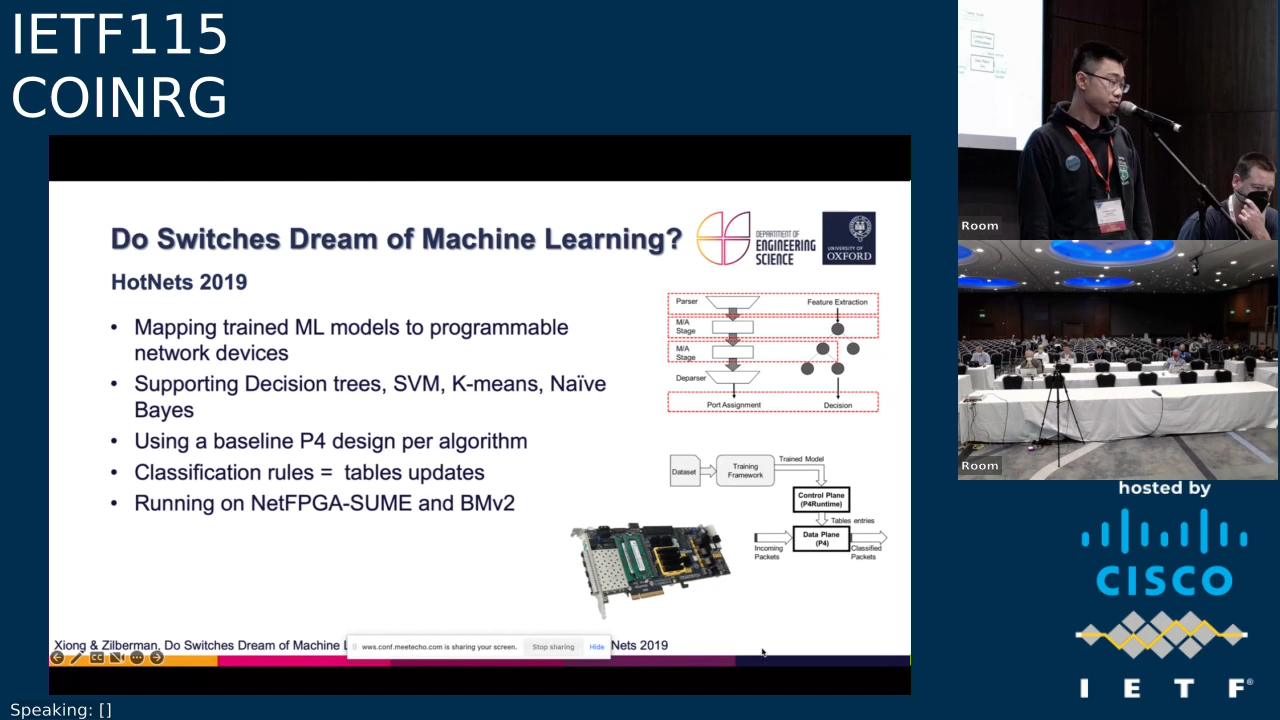 IETF115
COINRG
Do Switches Dream of Machine Learning?
DEPARTMENT OF
ENGINEERING
SCIENCE
UNIVERSITY OF
OXFORD
HotNets 2019
• Mapping trained ML models to programmable
network devices
• Supporting Decision trees, SVM, K-means, Naïve
Bayes
• Using a baseline P4 design per algorithm
• Classification rules = tables updates
• Running on NetFPGA-SUME and BMv2
Parser
Feature Extraction
M/A
Stage
M/A
Stage
Deparser
Port Assignment
Decision
Dataset
Training
Framework
Trained Model
Control Plane
(P4Runtime)
Tables entries
Data Plane
(P4)
Incoming
Packets
Classified
Packets
Xiong & Zilberman, Do Switches Dream of Machine L
Nets 2019
wws.conf.meetecho.com is sharing your screen.
Stop sharing
Hide
CC
Room
Room
hosted by
CISCO
I E T F®
Speaking: []